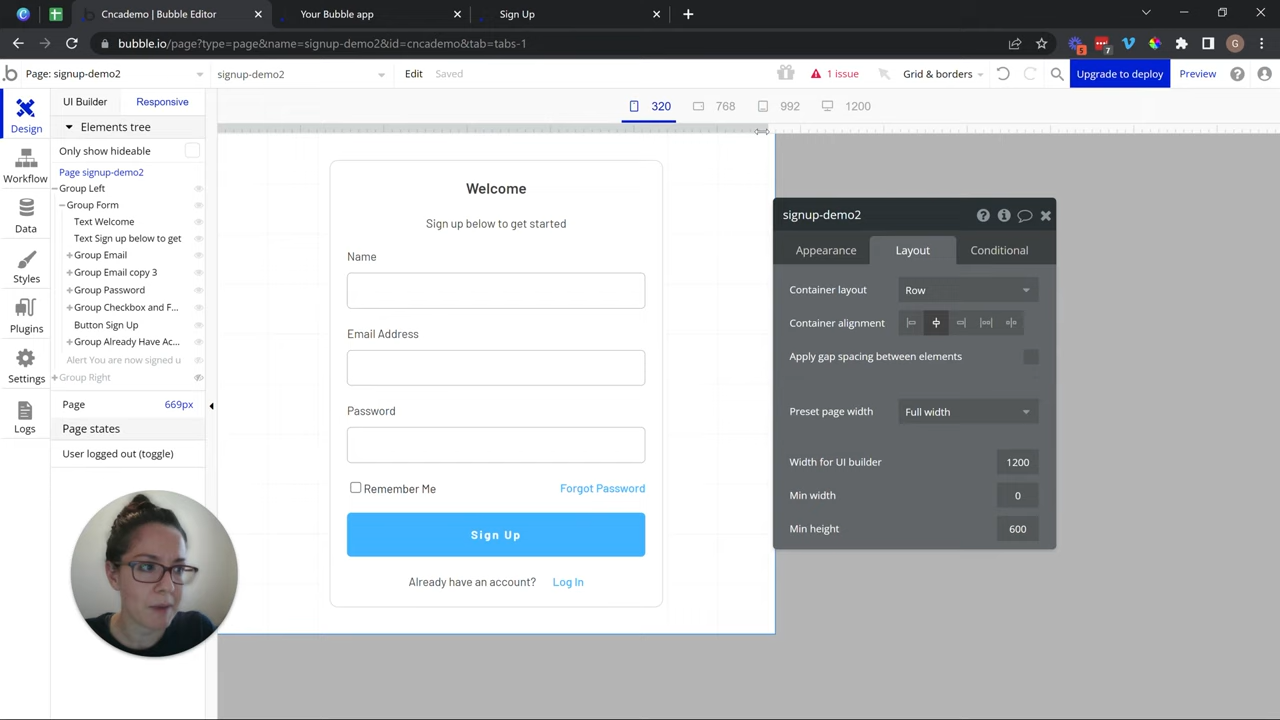 Cncademo | Bubble Editor
Your Bubble app
Sign Up
bubble.io/page?type=page&name=signup-demo2&id=cncademo&tab=tabs-1
5
7
G
Page: signup-demo2
signup-demo2
Edit
Saved
1 issue
Grid & borders
Upgrade to deploy
Preview
Design
Workflow
Data
Styles
Plugins
Settings
Logs
UI Builder
Responsive
Elements tree
Only show hideable
Page signup-demo2
Group Left
Group Form
Text Welcome
Text Sign up below to get
Group Email
Group Email copy 3
Group Password
Group Checkbox and F...
Button Sign Up
Group Already Have Ac...
Alert You are now signed u
Group Right
Page 669px
Page states
User logged out (toggle)
320
768
992
1200
Welcome
Sign up below to get started
Name
Email Address
Password
Remember Me
Forgot Password
Sign Up
Already have an account? Log In
signup-demo2
Appearance
Layout
Conditional
Container layout Row
Container alignment
Apply gap spacing between elements
Preset page width Full width
Width for UI builder 1200
Min width 0
Min height 600